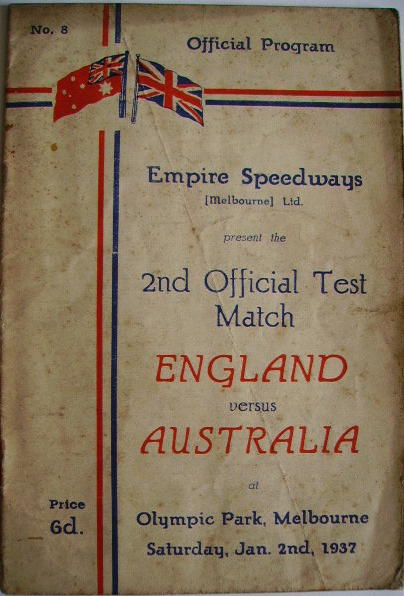 No. 8
Official Program
Empire Speedways
[Melbourne] Ltd.
present the
2nd Official Test
Match
ENGLAND
versus
AUSTRALIA
at
Olympic Park, Melbourne
Saturday, Jan. 2nd, 1937
Price
6d.